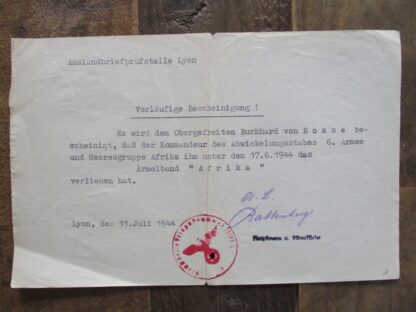 Auslandbriefprüfstelle Lyon
Vorläufige Bescheinigung !
Es wird dem Obergefreiten Burkhard von B o s s e be-
scheinigt, daß der Kommandeur des Abwickelungsstabes 6. Armee
und Heeresgruppe Afrika ihm unter dem 17.6.1944 das
Ärmelband " A f r i k a "
verliehen hat.
Lyon, den 11.Juli 1944
Hauptmann u.